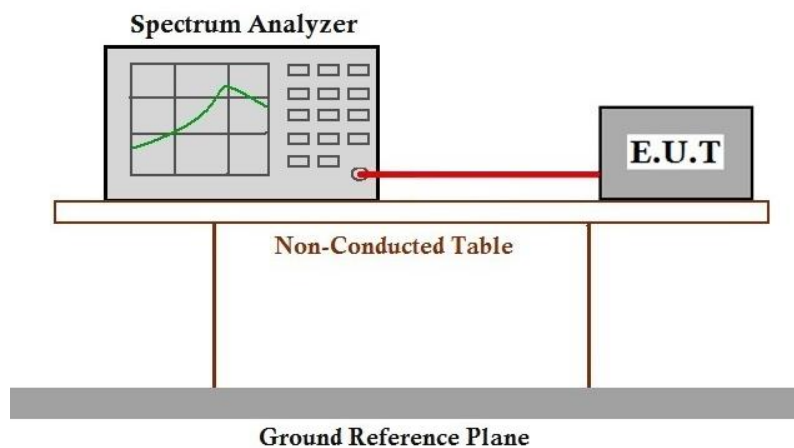 Spectrum Analyzer
E.U.T
Non-Conducted Table
Ground Reference Plane